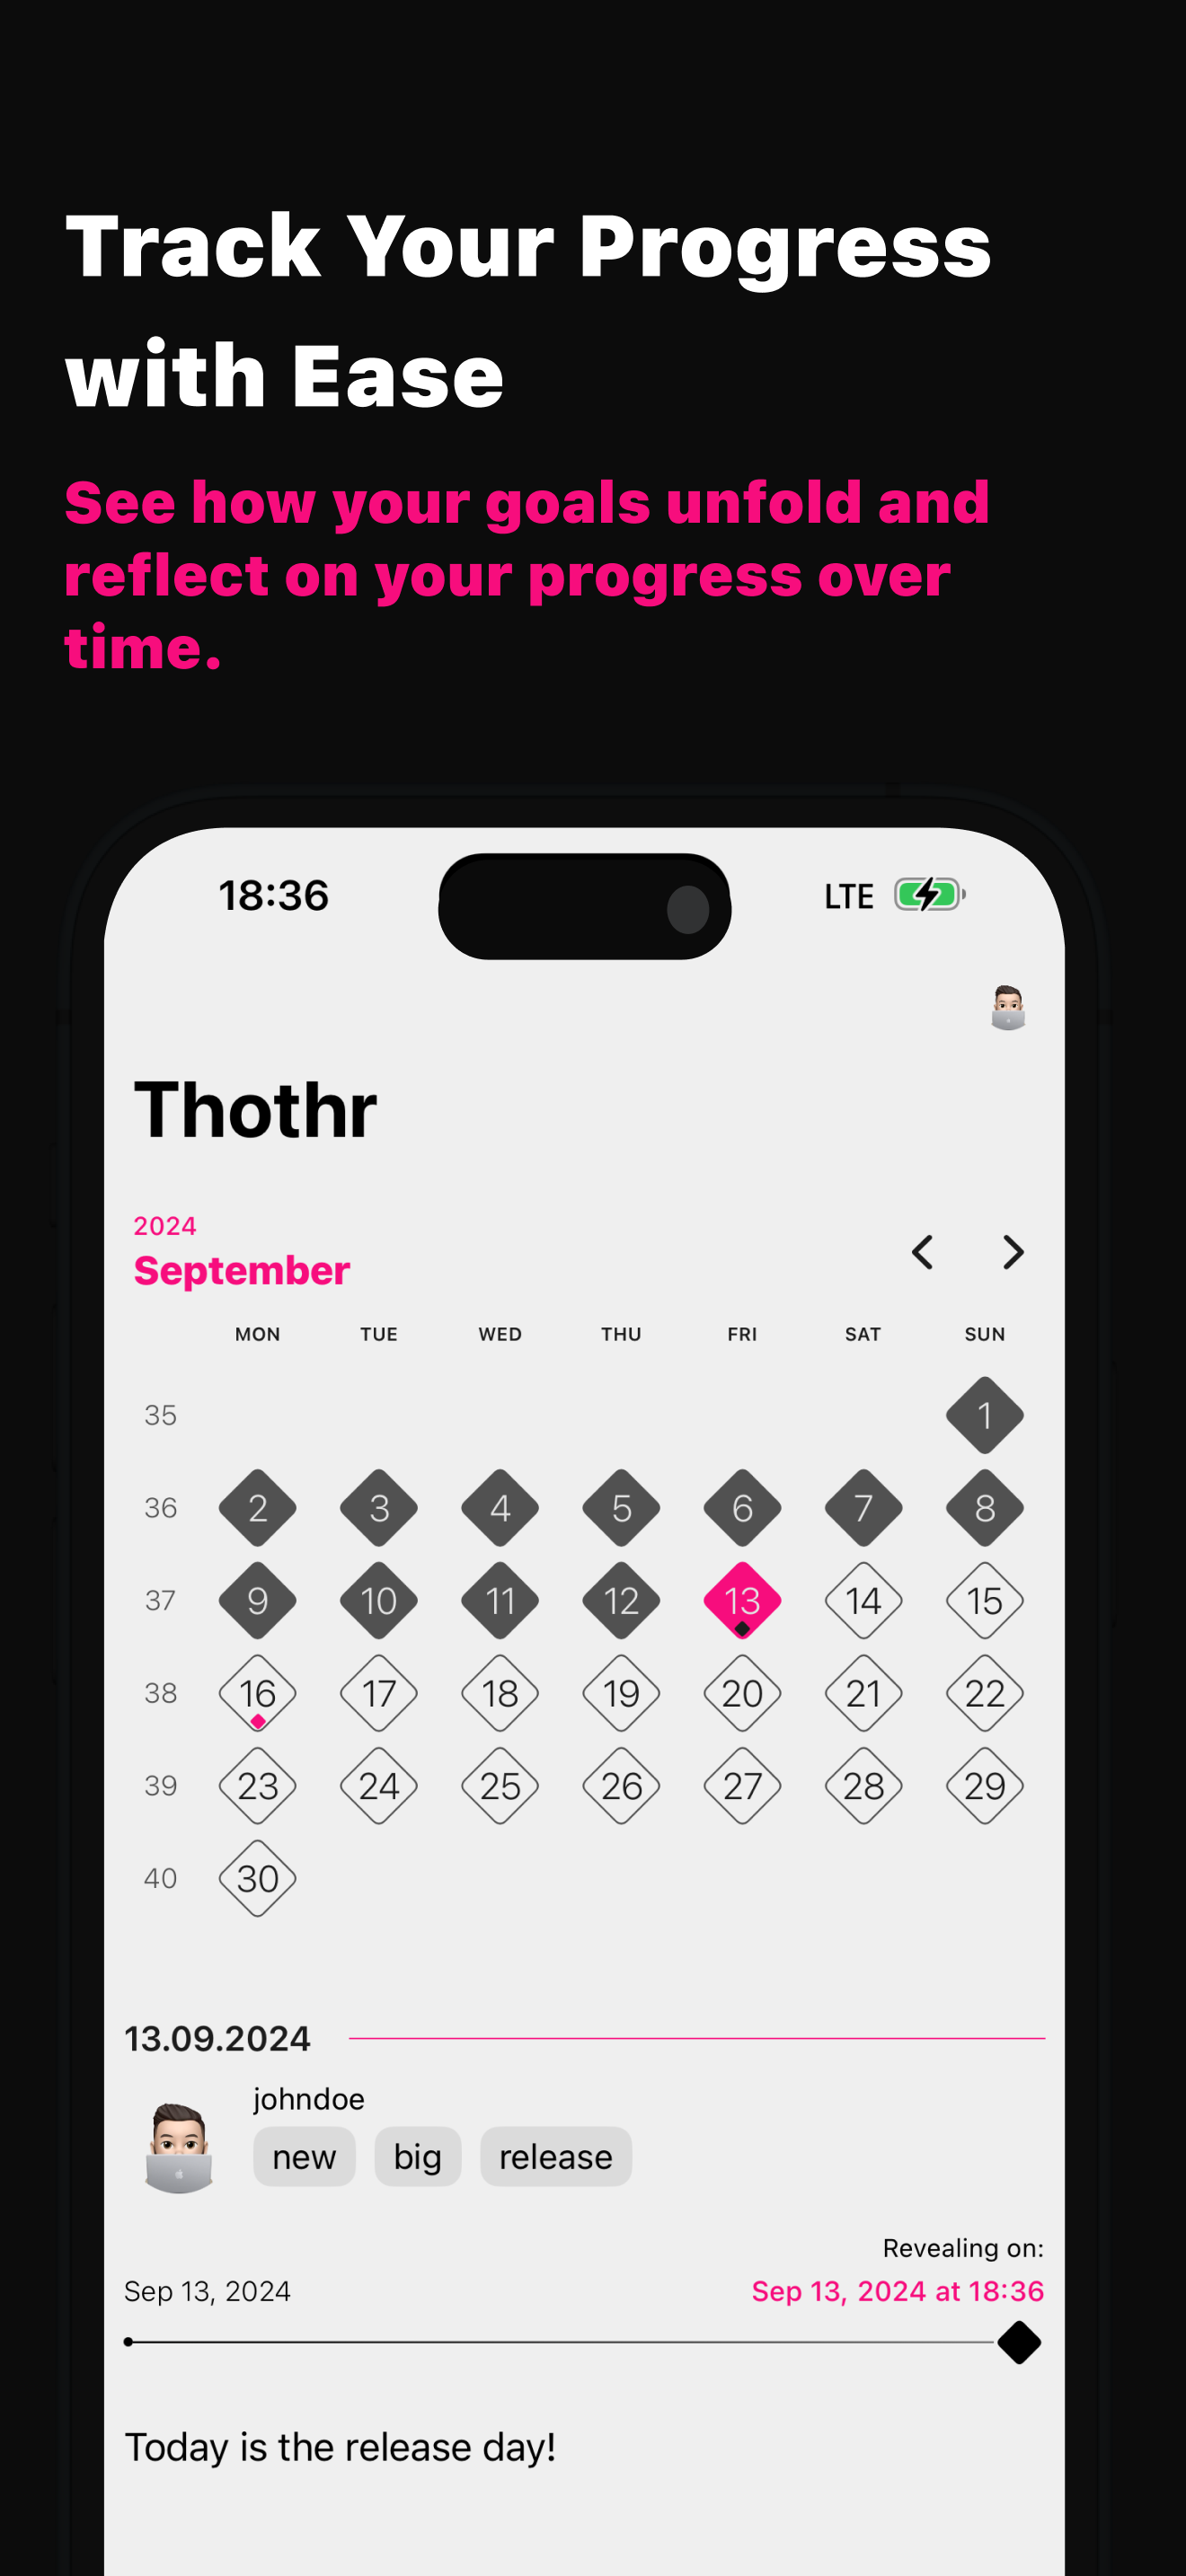 Track Your Progress
with Ease
See how your goals unfold and
reflect on your progress over
time.
18:36 LTE
Thothr
2024
September
MON TUE WED THU FRI SAT SUN
35 1
36 2 3 4 5 6 7 8
37 9 10 11 12 13 14 15
38 16 17 18 19 20 21 22
39 23 24 25 26 27 28 29
40 30
13.09.2024
johndoe
new big release
Revealing on:
Sep 13, 2024 Sep 13, 2024 at 18:36
Today is the release day!